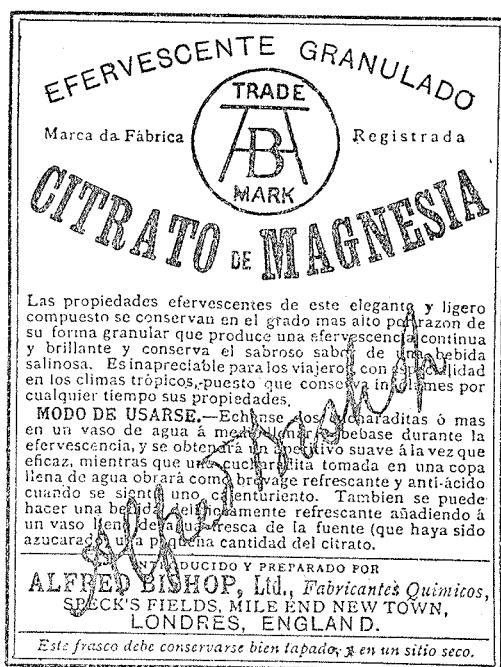 EFERVESCENTE GRANULADO
TRADE
Marca da Fábrica AB Registrada
MARK
CITRATO DE MAGNESIA
Las propiedades efervescentes de este elegante y ligero
compuesto se conservan en el grado mas alto por razon de
su forma granular que produce una efervescencia continua
y brillante y conserva el sabroso sabor de una bebida
salinosa. Es inapreciable para los viajeros con
en los climas trópicos, puesto que conserva por
cualquier tiempo sus propiedades.
MODO DE USARSE.—Echense dos cucharaditas ó mas
en un vaso de agua á medio bebase durante la
efervescencia, y se obtendrá un aperitivo suave á la vez que
eficaz, mientras que una cucharadita tomada en una copa
llena de agua obrará como brevage refrescante y anti-ácido
cuando se siente uno calenturiento. Tambien se puede
hacer una bebida deliciosamente refrescante añadiendo á
un vaso lleno de agua fresca de la fuente (que haya sido
azucarada) una pequeña cantidad del citrato.
INTRODUCIDO Y PREPARADO POR
ALFRED BISHOP, Ltd., Fabricantes Quimicos,
SPECK'S FIELDS, MILE END NEW TOWN,
LONDRES, ENGLAND.
Este frasco debe conservarse bien tapado, y en un sitio seco.